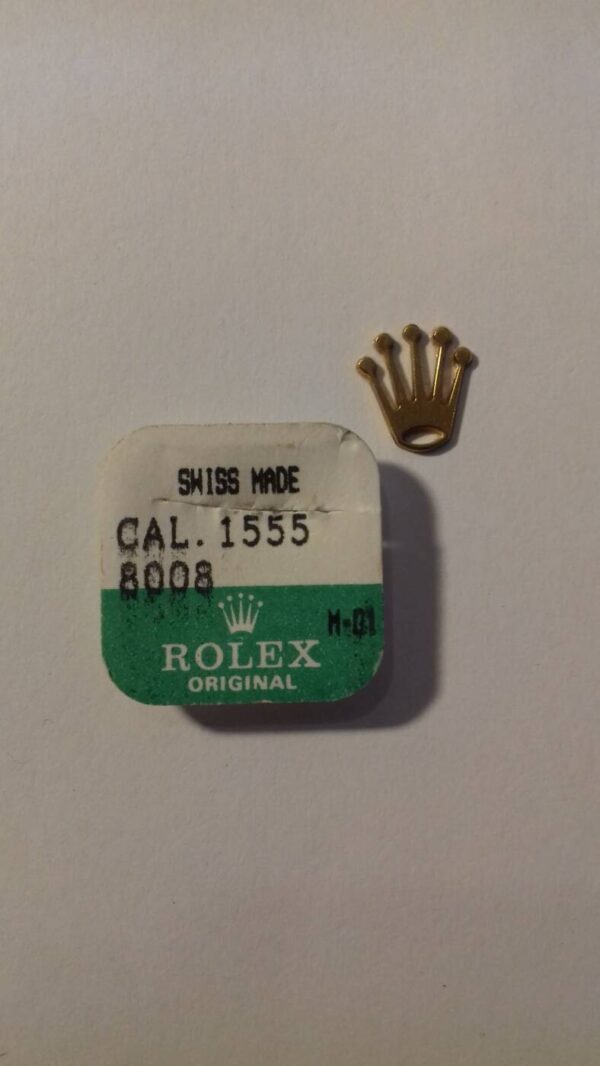 SWISS MADE
CAL. 1555
8008
M-01
ROLEX
ORIGINAL